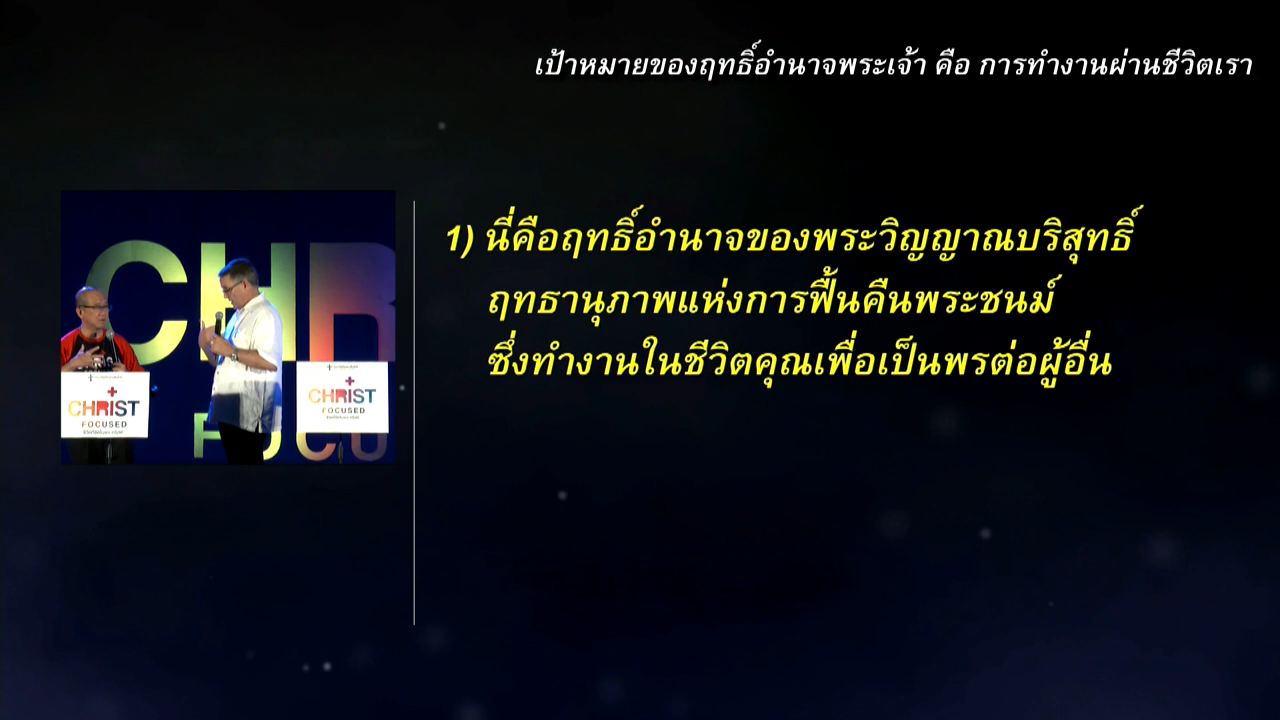 เป้าหมายของฤทธิ์อำนาจพระเจ้า คือ การทำงานผ่านชีวิตเรา
1) นี่คือฤทธิ์อำนาจของพระวิญญาณบริสุทธิ์
ฤทธานุภาพแห่งการฟื้นคืนพระชนม์
ซึ่งทำงานในชีวิตคุณเพื่อเป็นพรต่อผู้อื่น
CHR
FOCU
CHRIST
FOCUSED
CHRIST
FOCUSED